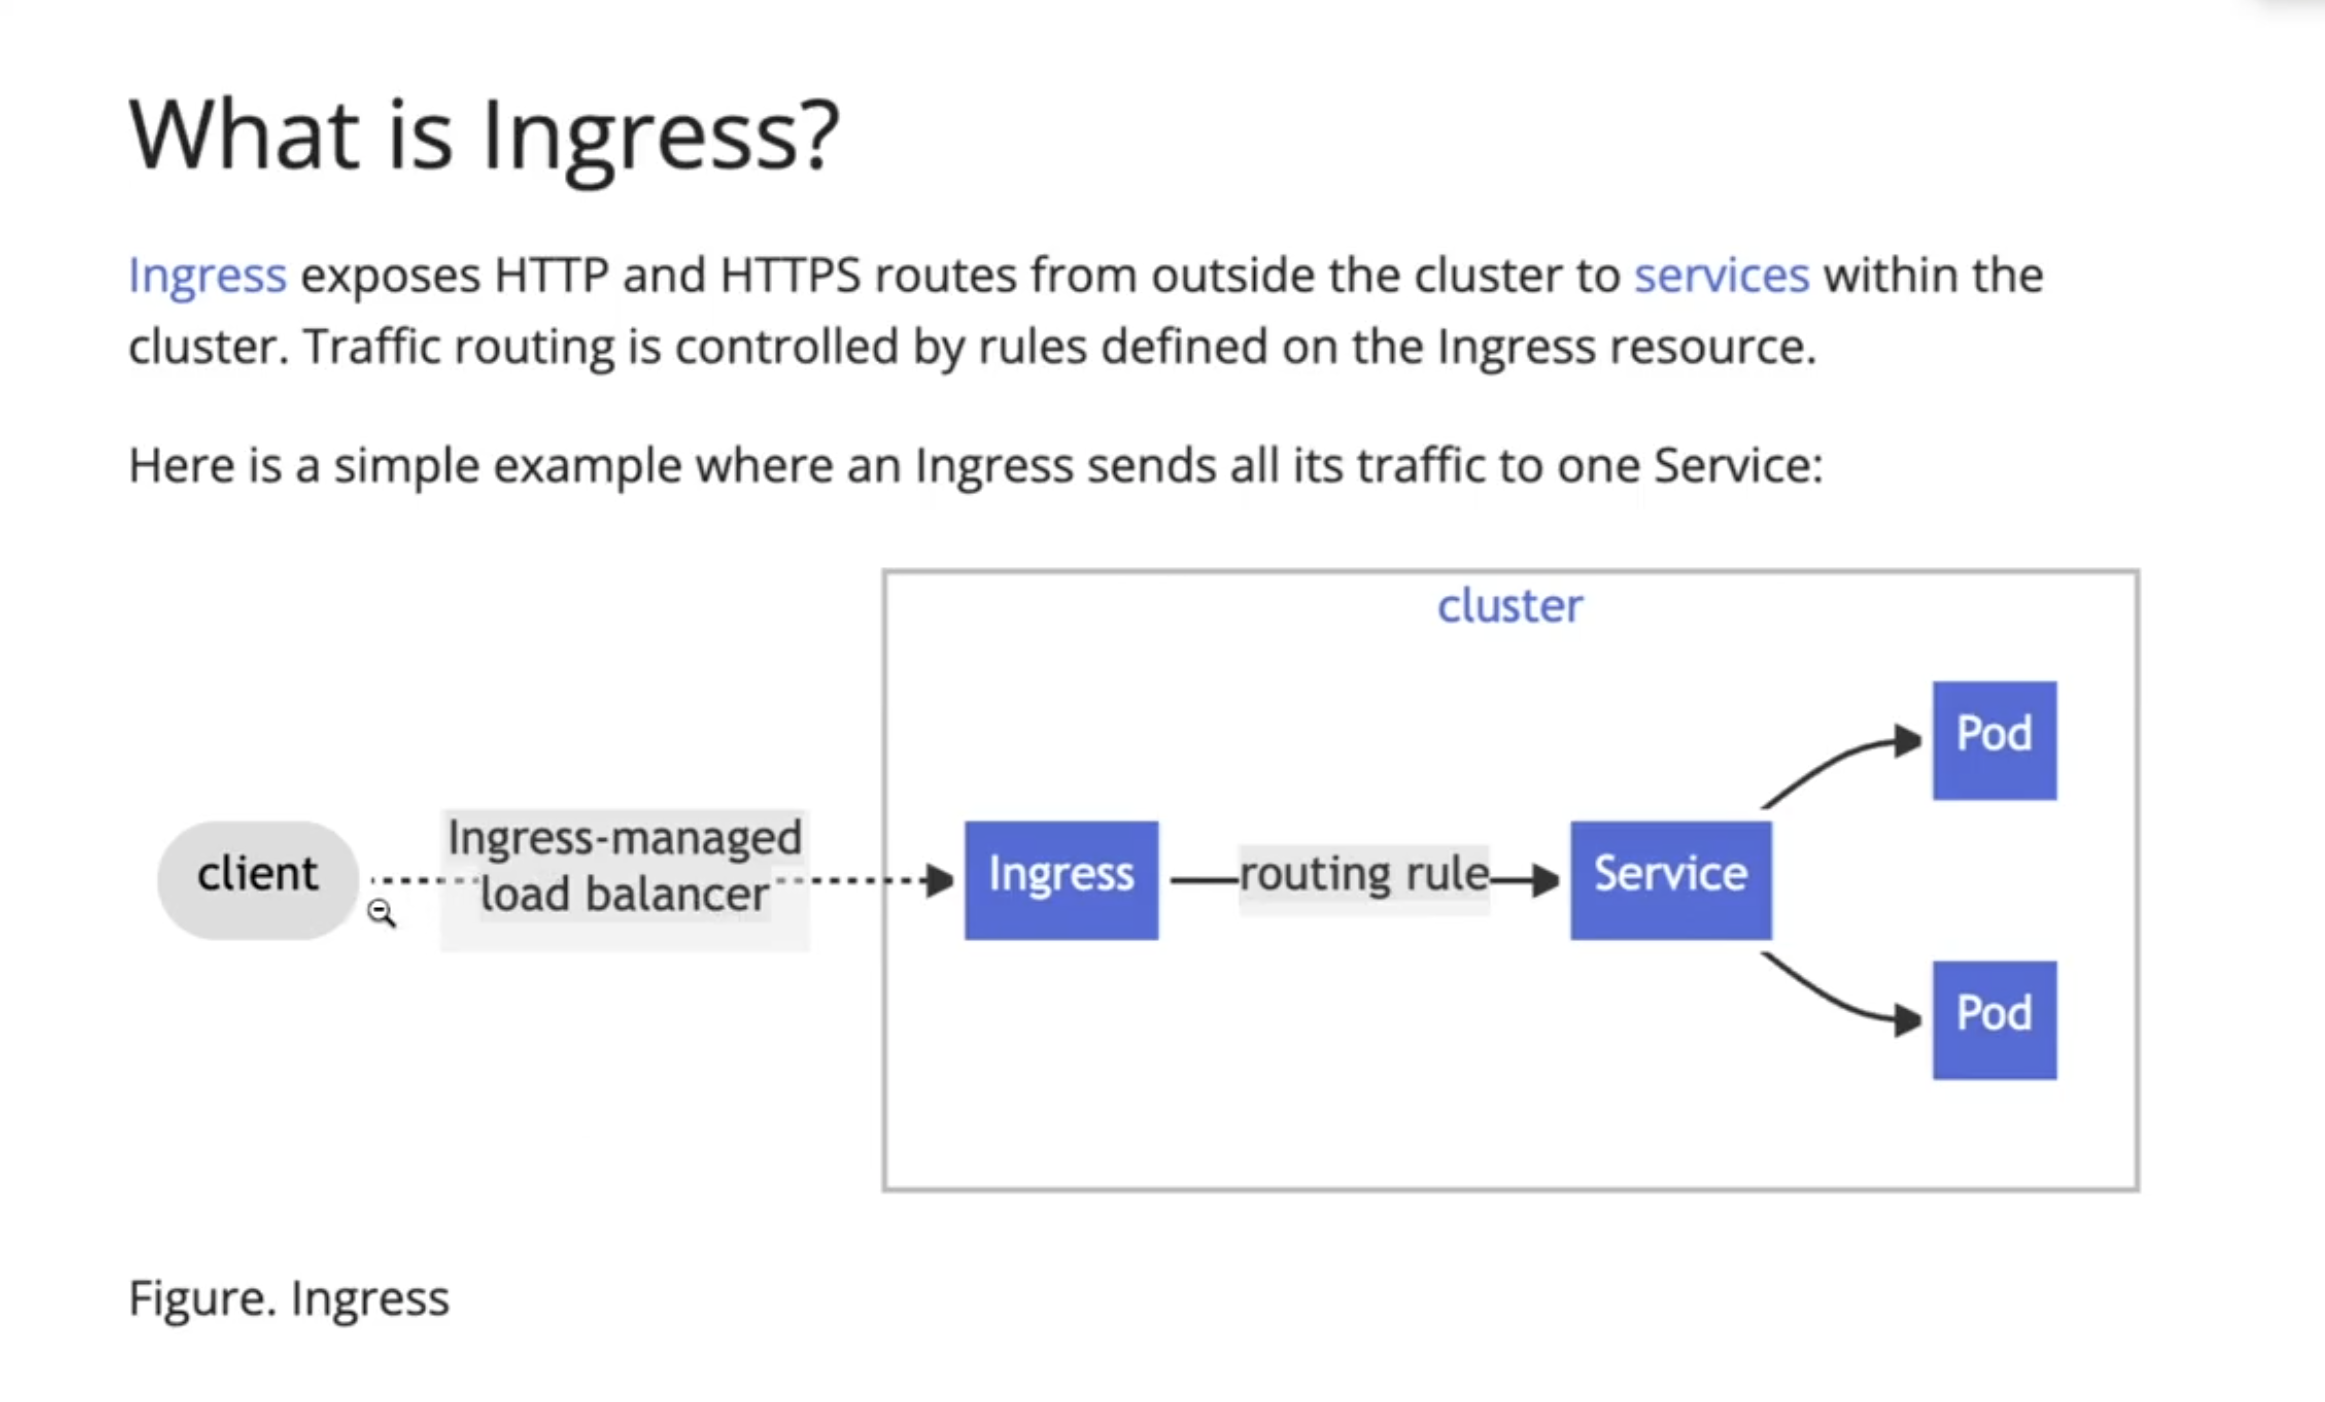 What is Ingress?
Ingress exposes HTTP and HTTPS routes from outside the cluster to services within the
cluster. Traffic routing is controlled by rules defined on the Ingress resource.
Here is a simple example where an Ingress sends all its traffic to one Service:
cluster
client
Ingress-managed
load balancer
Ingress
routing rule
Service
Pod
Pod
Figure. Ingress